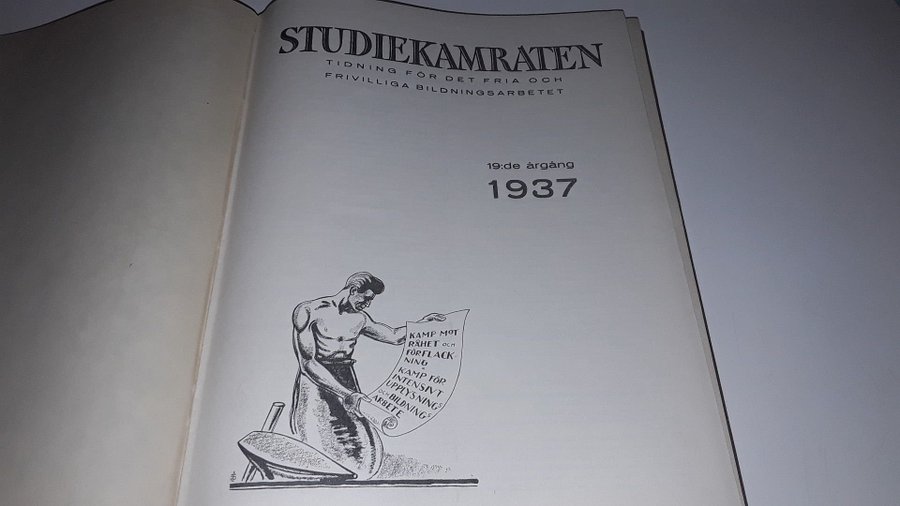 STUDIEKAMRATEN
TIDNING FÖR DET FRIA OCH
FRIVILLIGA BILDNINGSARBETET
19:de årgång
1937
KAMP MOT
RÅHET OCH
FÖRFLACK-
NING
*
KAMP FÖR
INTENSIVT
UPPLYSNINGS
OCH BILDNINGS
ARBETE